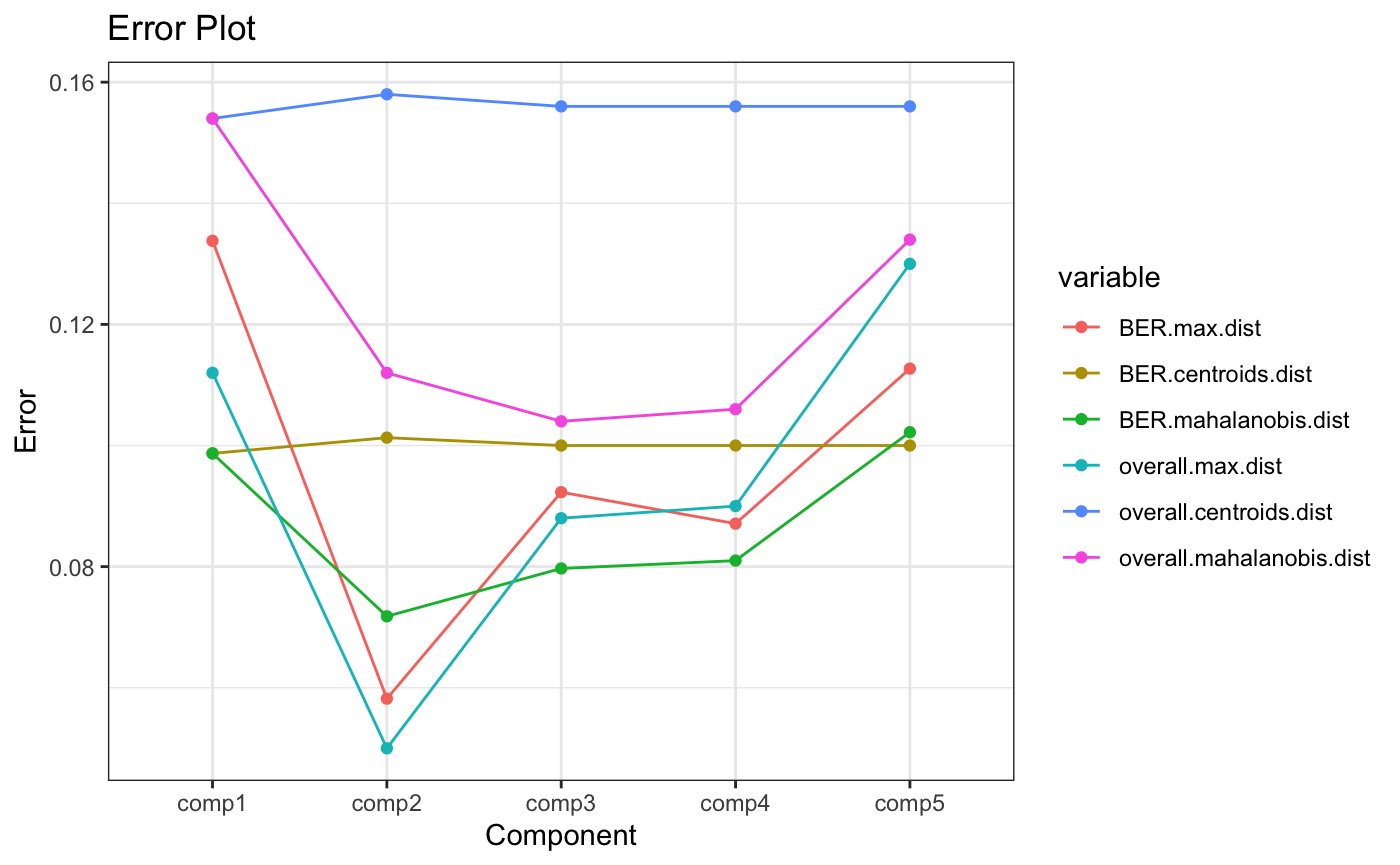 Error Plot
0.16
0.12
0.08
Error
comp1 comp2 comp3 comp4 comp5
Component
variable
BER.max.dist
BER.centroids.dist
BER.mahalanobis.dist
overall.max.dist
overall.centroids.dist
overall.mahalanobis.dist